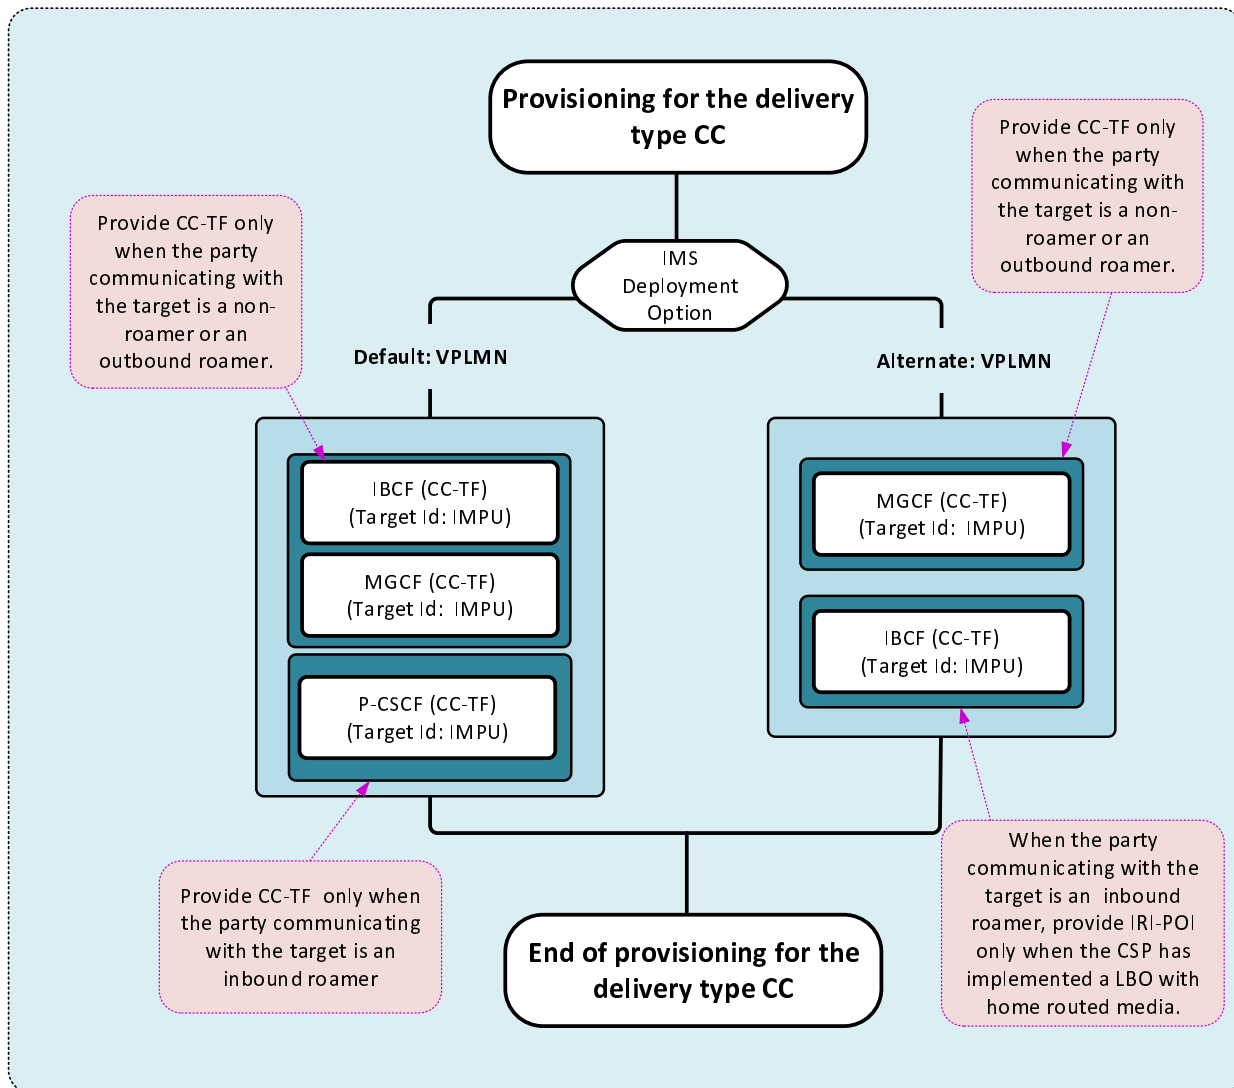 Provisioning for the delivery
type CC
Provide CC-TF only
when the party
communicating with
the target is a non-
roamer or an
outbound roamer.
Provide CC-TF only
when the party
communicating with
the target is a non-
roamer or an
outbound roamer.
IMS
Deployment
Option
Default: VPLMN
Alternate: VPLMN
IBCF (CC-TF)
(Target Id: IMPU)
MGCF (CC-TF)
(Target Id:  IMPU)
P-CSCF (CC-TF)
(Target Id: IMPU)
MGCF (CC-TF)
(Target Id:  IMPU)
IBCF (CC-TF)
(Target Id: IMPU)
Provide CC-TF  only when
the party communicating
with the target is an
inbound roamer
When the party
communicating with the
target is an  inbound
roamer, provide IRI-POI
only when the CSP has
implemented a LBO with
home routed media.
End of provisioning for the
delivery type CC